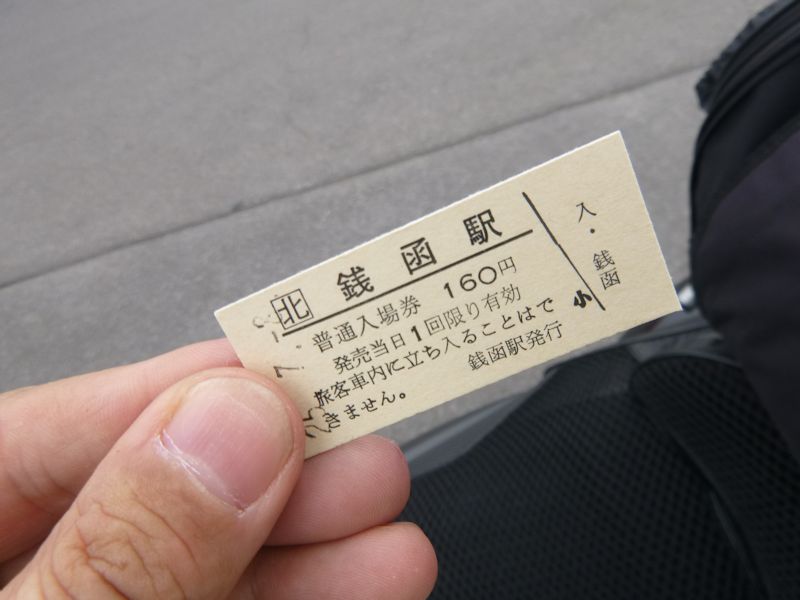 北 銭函駅
普通入場券 160円
発売当日1回限り有効
旅客車内に立ち入ることはで
きません。 銭函駅発行
入・銭函
小